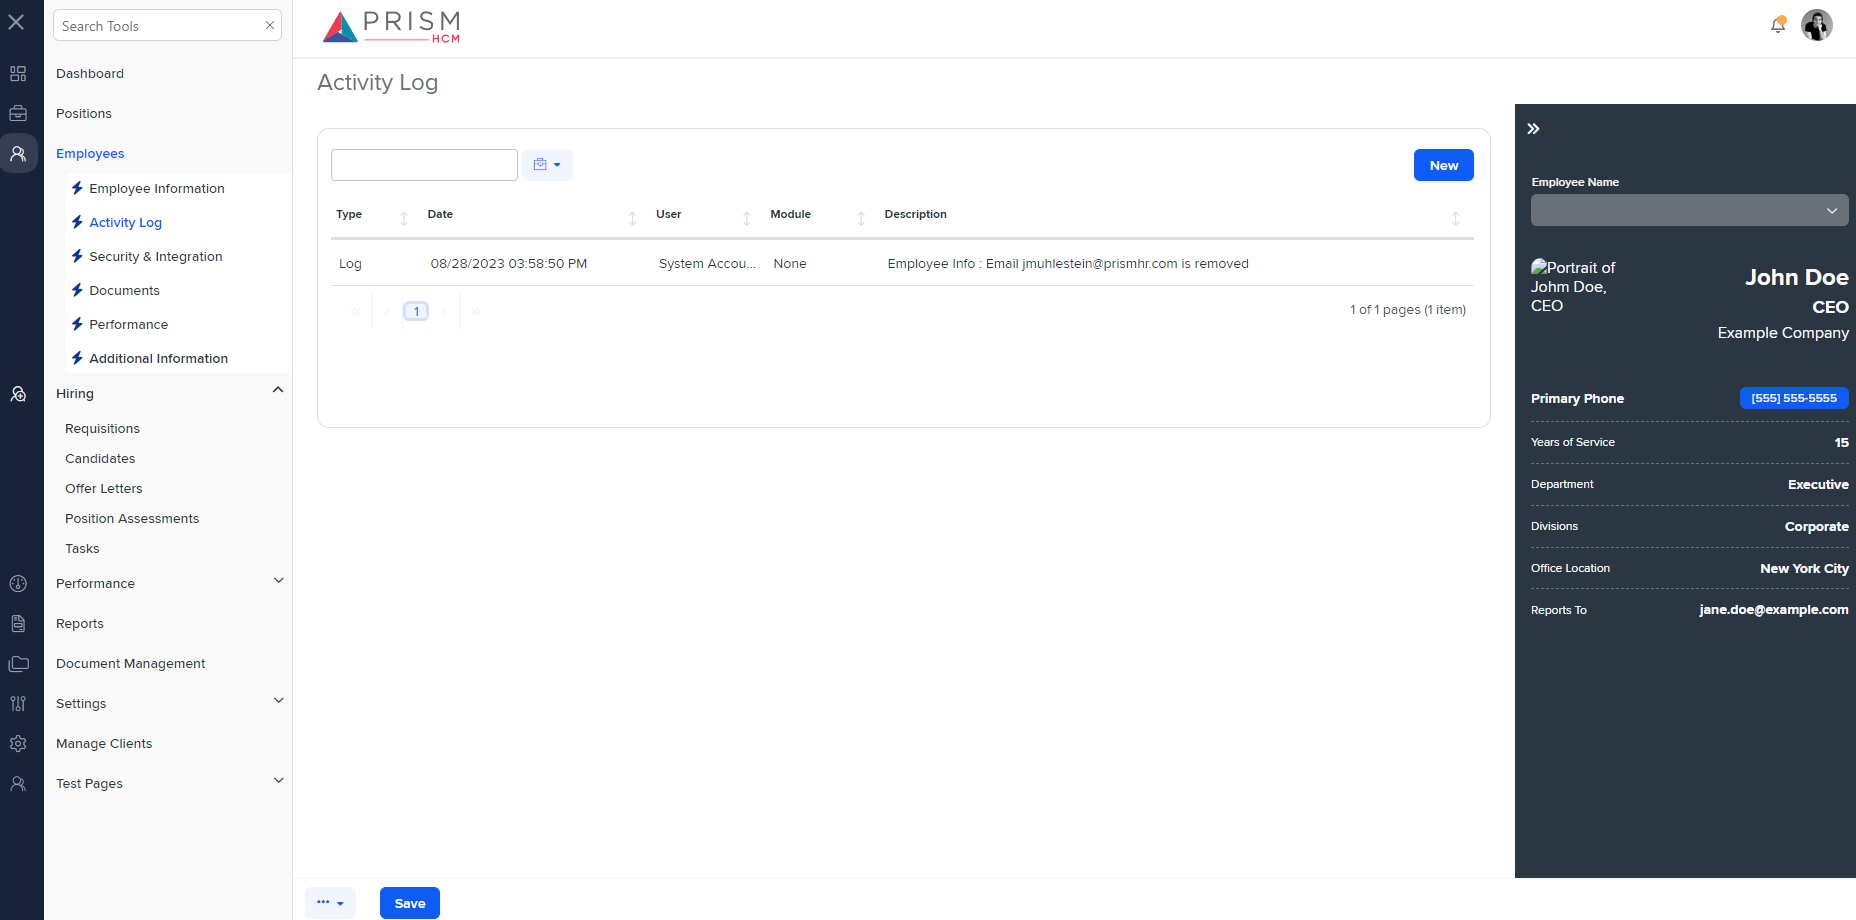 Search Tools
Dashboard
Positions
Employees
Employee Information
Activity Log
Security & Integration
Documents
Performance
Additional Information
Hiring
Requisitions
Candidates
Offer Letters
Position Assessments
Tasks
Performance
Reports
Document Management
Settings
Manage Clients
Test Pages
PRISM
HCM
Activity Log
New
Type Date User Module Description
Log 08/28/2023 03:58:50 PM System Accou... None Employee Info : Email jmuhlestein@prismhr.com is removed
1
1 of 1 pages (1 item)
Save
Employee Name
Portrait of
Johm Doe,
CEO
John Doe
CEO
Example Company
Primary Phone [555] 555-5555
Years of Service 15
Department Executive
Divisions Corporate
Office Location New York City
Reports To jane.doe@example.com